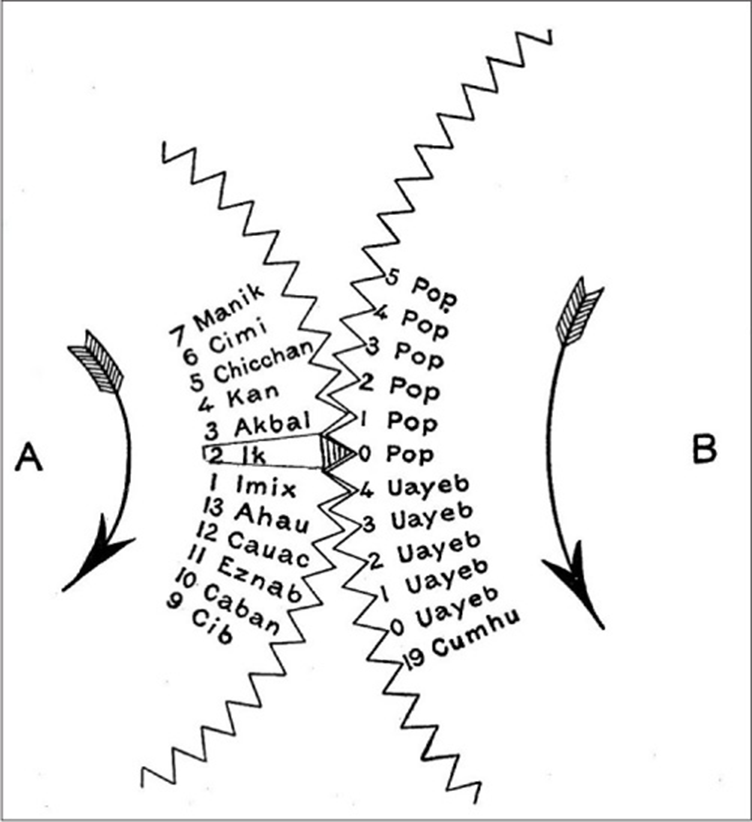 7 Manik
6 Cimi
5 Chicchan
4 Kan
3 Akbal
2 Ik
1 Imix
13 Ahau
12 Cauac
11 Eznab
10 Caban
9 Cib
A
5 Pop
4 Pop
3 Pop
2 Pop
1 Pop
0 Pop
4 Uayeb
3 Uayeb
2 Uayeb
1 Uayeb
0 Uayeb
19 Cumhu
B